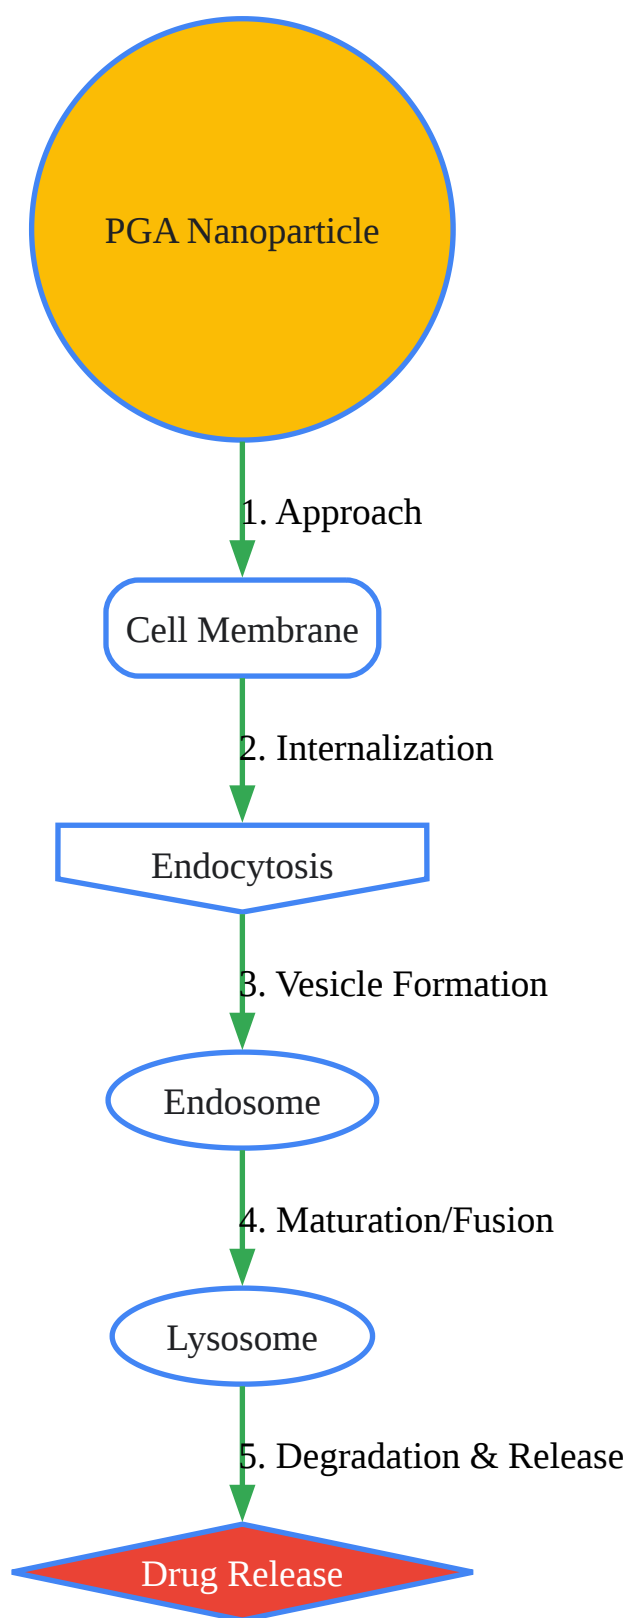 PGA Nanoparticle
1. Approach
Cell Membrane
2. Internalization
Endocytosis
3. Vesicle Formation
Endosome
4. Maturation/Fusion
Lysosome
5. Degradation & Release
Drug Release